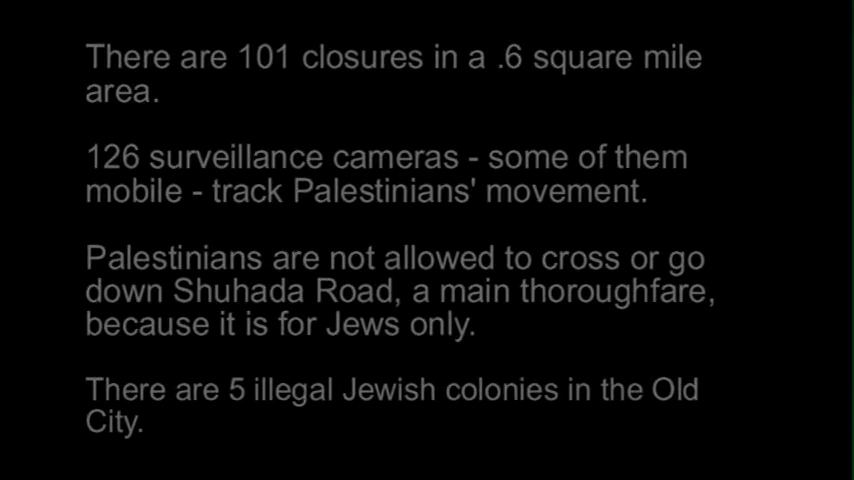 There are 101 closures in a .6 square mile
area.
126 surveillance cameras - some of them
mobile - track Palestinians' movement.
Palestinians are not allowed to cross or go
down Shuhada Road, a main thoroughfare,
because it is for Jews only.
There are 5 illegal Jewish colonies in the Old
City.